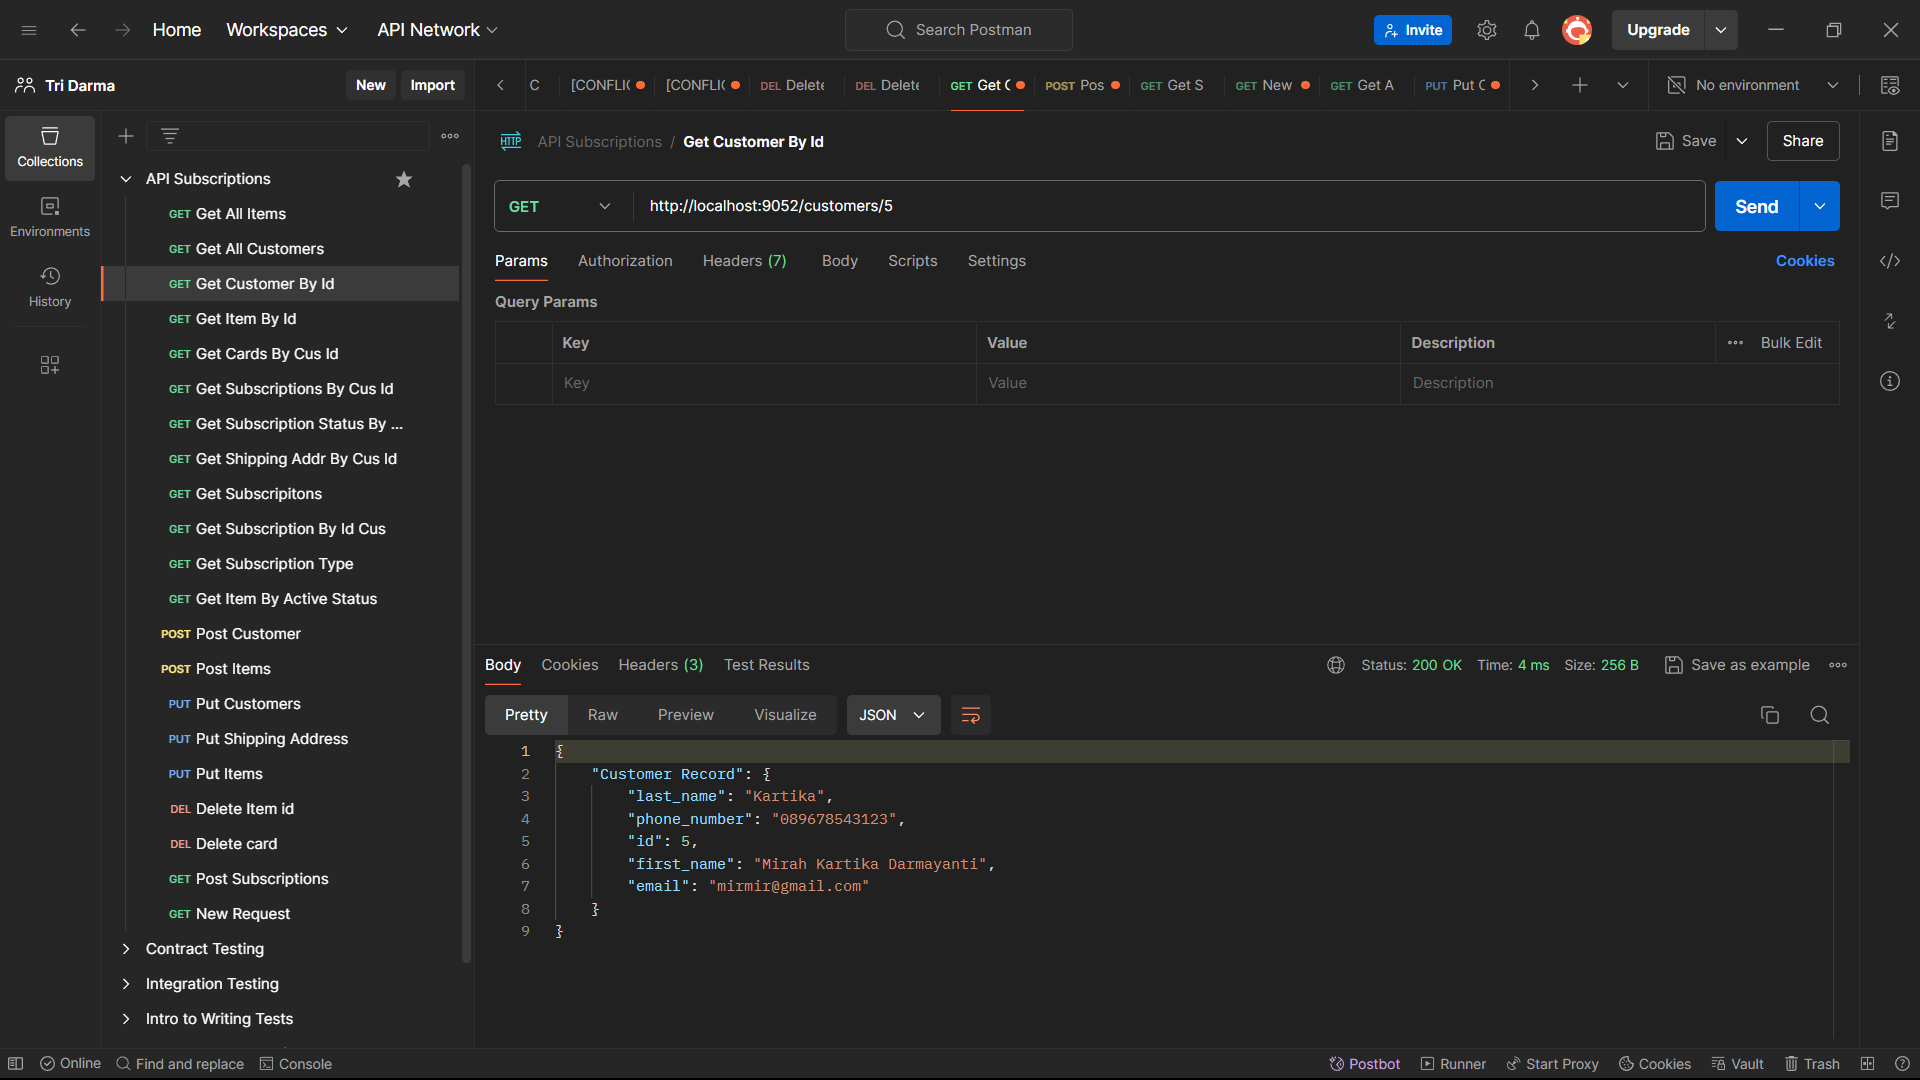 Home Workspaces API Network Search Postman Invite Upgrade
Tri Darma New Import
C [CONFLI [CONFLI DEL Delete DEL Delete GET Get C POST Pos GET Get S GET New GET Get A PUT Put C No environment
Collections
Environments
History
API Subscriptions
GET Get All Items
GET Get All Customers
GET Get Customer By Id
GET Get Item By Id
GET Get Cards By Cus Id
GET Get Subscriptions By Cus Id
GET Get Subscription Status By ...
GET Get Shipping Addr By Cus Id
GET Get Subscripitons
GET Get Subscription By Id Cus
GET Get Subscription Type
GET Get Item By Active Status
POST Post Customer
POST Post Items
PUT Put Customers
PUT Put Shipping Address
PUT Put Items
DEL Delete Item id
DEL Delete card
GET Post Subscriptions
GET New Request
Contract Testing
Integration Testing
Intro to Writing Tests
HTTP API Subscriptions / Get Customer By Id Save Share
GET http://localhost:9052/customers/5 Send
Params Authorization Headers (7) Body Scripts Settings Cookies
Query Params
Key Value Description Bulk Edit
Key Value Description
Body Cookies Headers (3) Test Results Status: 200 OK Time: 4 ms Size: 256 B Save as example
Pretty Raw Preview Visualize JSON
1 {
2 "Customer Record": {
3 "last_name": "Kartika",
4 "phone_number": "089678543123",
5 "id": 5,
6 "first_name": "Mirah Kartika Darmayanti",
7 "email": "mirmir@gmail.com"
8 }
9 }
Online Find and replace Console Postbot Runner Start Proxy Cookies Vault Trash